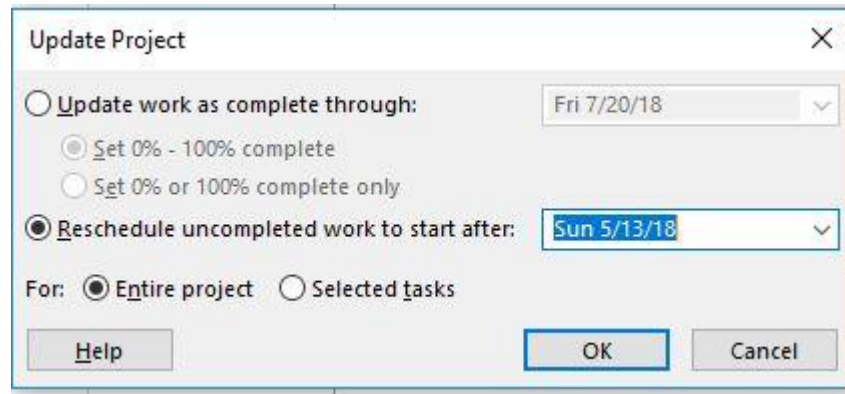 Update Project
Update work as complete through: Fri 7/20/18
Set 0% - 100% complete
Set 0% or 100% complete only
Reschedule uncompleted work to start after: Sun 5/13/18
For: Entire project Selected tasks
Help OK Cancel